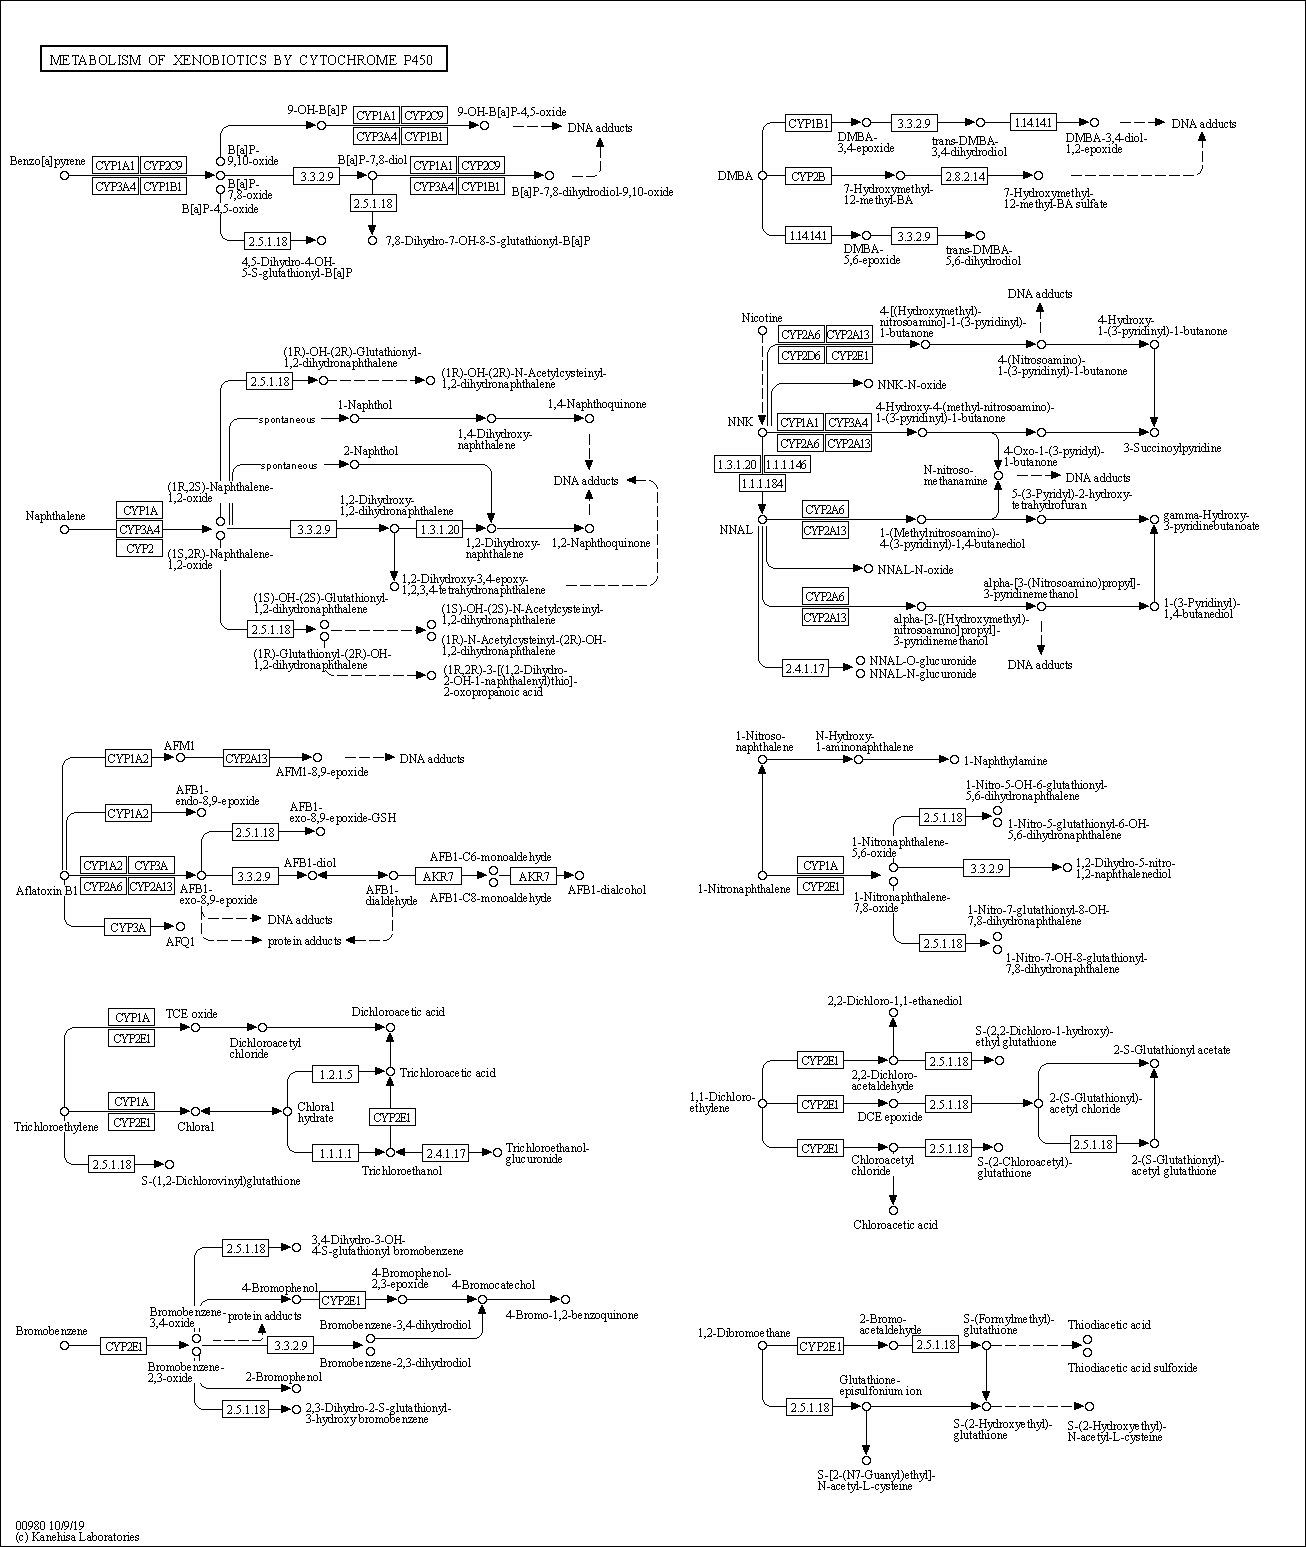 METABOLISM OF XENOBIOTICS BY CYTOCHROME P450
9-OH-B[a]P
CYP1A1 CYP2C9
CYP3A4 CYP1B1
9-OH-B[a]P-4,5-oxide
DNA adducts
Benzo[a]pyrene
CYP1A1 CYP2C9
CYP3A4 CYP1B1
B[a]P-
9,10-oxide
B[a]P-
7,8-oxide
B[a]P-4,5-oxide
3.3.2.9
B[a]P-7,8-diol
CYP1A1 CYP2C9
CYP3A4 CYP1B1
B[a]P-7,8-dihydrodiol-9,10-oxide
2.5.1.18
7,8-Dihydro-7-OH-8-S-glutathionyl-B[a]P
2.5.1.18
4,5-Dihydro-4-OH-
5-S-glutathionyl-B[a]P
DMBA
CYP1B1
DMBA-
3,4-epoxide
3.3.2.9
trans-DMBA-
3,4-dihydrodiol
1.14.14.1
DMBA-3,4-diol-
1,2-epoxide
DNA adducts
CYP2B
7-Hydroxymethyl-
12-methyl-BA
2.8.2.14
7-Hydroxymethyl-
12-methyl-BA sulfate
1.14.14.1
DMBA-
5,6-epoxide
3.3.2.9
trans-DMBA-
5,6-dihydrodiol
(1R)-OH-(2R)-Glutathionyl-
1,2-dihydronaphthalene
2.5.1.18
(1R)-OH-(2R)-N-Acetylcysteinyl-
1,2-dihydronaphthalene
spontaneous
1-Naphthol
1,4-Dihydroxy-
naphthalene
1,4-Naphthoquinone
spontaneous
2-Naphthol
DNA adducts
(1R,2S)-Naphthalene-
1,2-oxide
Naphthalene
CYP1A
CYP3A4
CYP2
(1S,2R)-Naphthalene-
1,2-oxide
3.3.2.9
1,2-Dihydroxy-
1,2-dihydronaphthalene
1.3.1.20
1,2-Dihydroxy-
naphthalene
1,2-Naphthoquinone
1,2-Dihydroxy-3,4-epoxy-
1,2,3,4-tetrahydronaphthalene
(1S)-OH-(2S)-Glutathionyl-
1,2-dihydronaphthalene
2.5.1.18
(1R)-Glutathionyl-(2R)-OH-
1,2-dihydronaphthalene
(1S)-OH-(2S)-N-Acetylcysteinyl-
1,2-dihydronaphthalene
(1R)-N-Acetylcysteinyl-(2R)-OH-
1,2-dihydronaphthalene
(1R,2R)-3-[(1,2-Dihydro-
2-OH-1-naphthalenyl)thio]-
2-oxopropanoic acid
Nicotine
CYP2A6 CYP2A13
CYP2D6 CYP2E1
4-[(Hydroxymethyl)-
nitrosoamino]-1-(3-pyridinyl)-
1-butanone
DNA adducts
4-(Nitrosoamino)-
1-(3-pyridinyl)-1-butanone
4-Hydroxy-
1-(3-pyridinyl)-1-butanone
NNK-N-oxide
NNK
CYP1A1 CYP3A4
CYP2A6 CYP2A13
4-Hydroxy-4-(methyl-nitrosoamino)-
1-(3-pyridinyl)-1-butanone
4-Oxo-1-(3-pyridyl)-
1-butanone
3-Succinoylpyridine
1.3.1.20 1.1.1.146
1.1.1.184
N-nitroso-
methanamine
DNA adducts
5-(3-Pyridyl)-2-hydroxy-
tetrahydrofuran
NNAL
CYP2A6
CYP2A13
1-(Methylnitrosoamino)-
4-(3-pyridinyl)-1,4-butanediol
gamma-Hydroxy-
3-pyridinebutanoate
NNAL-N-oxide
CYP2A6
CYP2A13
alpha-[3-[(Hydroxymethyl)-
nitrosoamino]propyl]-
3-pyridinemethanol
alpha-[3-(Nitrosoamino)propyl]-
3-pyridinemethanol
1-(3-Pyridinyl)-
1,4-butanediol
DNA adducts
2.4.1.17
NNAL-O-glucuronide
NNAL-N-glucuronide
CYP1A2
AFM1
CYP2A13
AFM1-8,9-epoxide
DNA adducts
CYP1A2
AFB1-
endo-8,9-epoxide
2.5.1.18
AFB1-
exo-8,9-epoxide-GSH
Aflatoxin B1
CYP1A2 CYP3A
CYP2A6 CYP2A13
AFB1-
exo-8,9-epoxide
3.3.2.9
AFB1-diol
AFB1-
dialdehyde
AKR7
AFB1-C6-monoaldehyde
AFB1-C8-monoaldehyde
AKR7
AFB1-dialcohol
DNA adducts
protein adducts
CYP3A
AFQ1
1-Nitroso-
naphthalene
N-Hydroxy-
1-aminonaphthalene
1-Naphthylamine
1-Nitro-5-OH-6-glutathionyl-
5,6-dihydronaphthalene
2.5.1.18
1-Nitro-5-glutathionyl-6-OH-
5,6-dihydronaphthalene
1-Nitronaphthalene
CYP1A
CYP2E1
1-Nitronaphthalene-
5,6-oxide
1-Nitronaphthalene-
7,8-oxide
3.3.2.9
1,2-Dihydro-5-nitro-
1,2-naphthalenediol
2.5.1.18
1-Nitro-7-glutathionyl-8-OH-
7,8-dihydronaphthalene
1-Nitro-7-OH-8-glutathionyl-
7,8-dihydronaphthalene
CYP1A
CYP2E1
TCE oxide
Dichloroacetyl
chloride
Dichloroacetic acid
1.2.1.5
Trichloroacetic acid
Trichloroethylene
CYP1A
CYP2E1
Chloral
Chloral
hydrate
CYP2E1
1.1.1.1
Trichloroethanol
2.4.1.17
Trichloroethanol-
glucuronide
2.5.1.18
S-(1,2-Dichlorovinyl)glutathione
2,2-Dichloro-1,1-ethanediol
CYP2E1
2,2-Dichloro-
acetaldehyde
2.5.1.18
S-(2,2-Dichloro-1-hydroxy)-
ethyl glutathione
1,1-Dichloro-
ethylene
CYP2E1
DCE epoxide
2.5.1.18
2-(S-Glutathionyl)-
acetyl chloride
2-S-Glutathionyl acetate
2.5.1.18
2-(S-Glutathionyl)-
acetyl glutathione
CYP2E1
Chloroacetyl
chloride
2.5.1.18
S-(2-Chloroacetyl)-
glutathione
Chloroacetic acid
2.5.1.18
3,4-Dihydro-3-OH-
4-S-glutathionyl bromobenzene
4-Bromophenol
CYP2E1
4-Bromophenol-
2,3-epoxide
4-Bromocatechol
4-Bromo-1,2-benzoquinone
Bromobenzene
CYP2E1
Bromobenzene-
3,4-oxide
Bromobenzene-
2,3-oxide
protein adducts
3.3.2.9
Bromobenzene-3,4-dihydrodiol
Bromobenzene-2,3-dihydrodiol
2-Bromophenol
2.5.1.18
2,3-Dihydro-2-S-glutathionyl-
3-hydroxy bromobenzene
1,2-Dibromoethane
CYP2E1
2-Bromo-
acetaldehyde
2.5.1.18
S-(Formylmethyl)-
glutathione
Thiodiacetic acid
Thiodiacetic acid sulfoxide
2.5.1.18
Glutathione-
episulfonium ion
S-(2-Hydroxyethyl)-
glutathione
S-(2-Hydroxyethyl)-
N-acetyl-L-cysteine
S-[2-(N7-Guanyl)ethyl]-
N-acetyl-L-cysteine
00980 10/9/19
(c) Kanehisa Laboratories